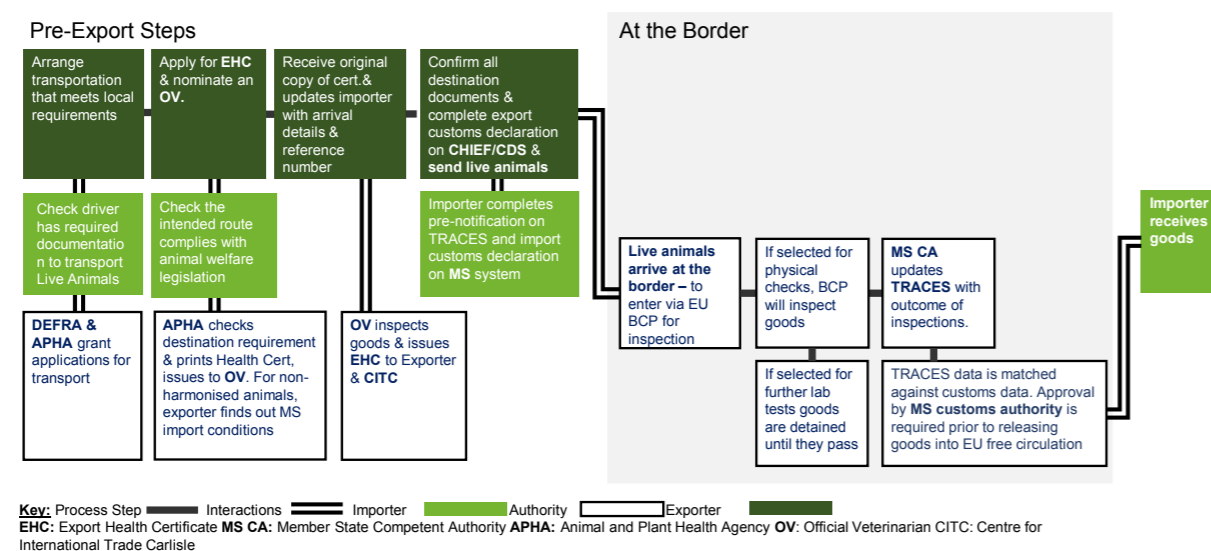 Pre-Export Steps
At the Border
Arrange
transportation
that meets local
requirements
Apply for EHC
& nominate an
OV.
Receive original
copy of cert.&
updates importer
with arrival
details &
reference
number
Confirm all
destination
documents &
complete export
customs declaration
on CHIEF/CDS &
send live animals
Check driver
has required
documentatio
n to transport
Live Animals
Check the
intended route
complies with
animal welfare
legislation
Importer completes
pre-notification on
TRACES and import
customs declaration
on MS system
DEFRA &
APHA grant
applications for
transport
APHA checks
destination requirement
& prints Health Cert,
issues to OV. For non-
harmonised animals,
exporter finds out MS
import conditions
OV inspects
goods & issues
EHC to Exporter
& CITC
Live animals
arrive at the
border – to
enter via EU
BCP for
inspection
If selected for
physical
checks, BCP
will inspect
goods
MS CA
updates
TRACES with
outcome of
inspections.
If selected for
further lab
tests goods
are detained
until they pass
TRACES data is matched
against customs data. Approval
by MS customs authority is
required prior to releasing
goods into EU free circulation
Importer
receives
goods
Key: Process Step Interactions Importer Authority Exporter
EHC: Export Health Certificate MS CA: Member State Competent Authority APHA: Animal and Plant Health Agency OV: Official Veterinarian CITC: Centre for
International Trade Carlisle